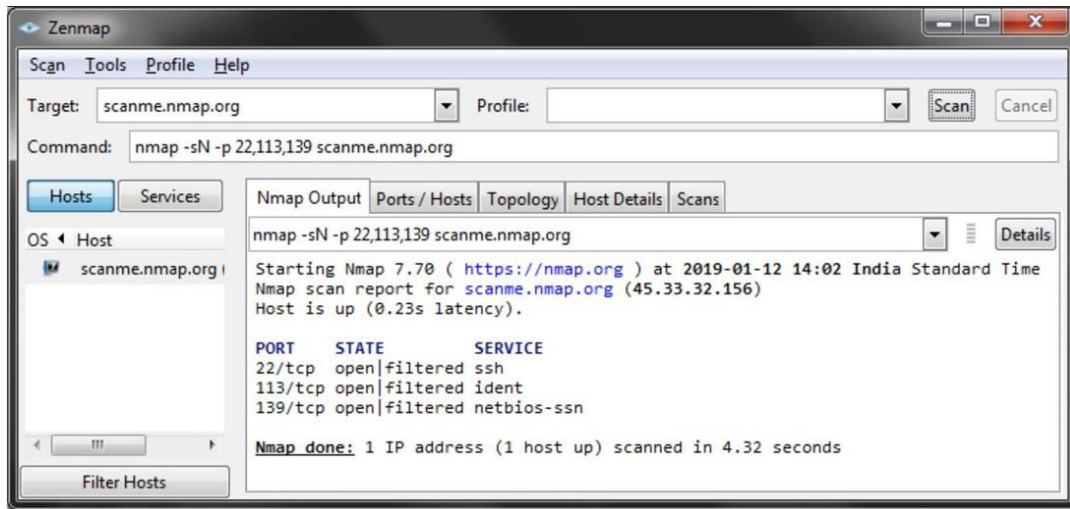 Zenmap
Scan Tools Profile Help
Target: scanme.nmap.org Profile: Scan Cancel
Command: nmap -sN -p 22,113,139 scanme.nmap.org
Hosts Services
Nmap Output Ports / Hosts Topology Host Details Scans
OS Host
scanme.nmap.org (
nmap -sN -p 22,113,139 scanme.nmap.org Details
Starting Nmap 7.70 ( https://nmap.org ) at 2019-01-12 14:02 India Standard Time
Nmap scan report for scanme.nmap.org (45.33.32.156)
Host is up (0.23s latency).
PORT STATE SERVICE
22/tcp open|filtered ssh
113/tcp open|filtered ident
139/tcp open|filtered netbios-ssn
Nmap done: 1 IP address (1 host up) scanned in 4.32 seconds
Filter Hosts